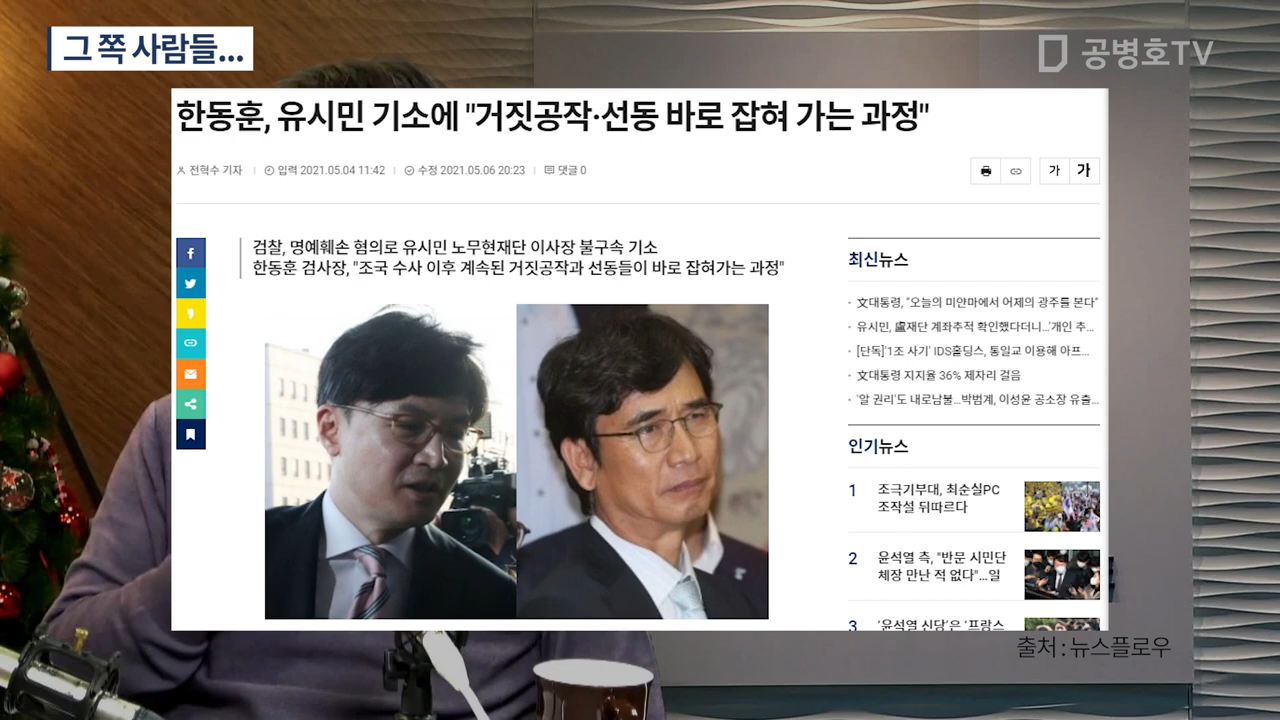 그 쪽 사람들...
공병호TV
한동훈, 유시민 기소에 "거짓공작·선동 바로 잡혀 가는 과정"
전혁수 기자 입력 2021.05.04 11:42 수정 2021.05.06 20:23 댓글 0
가 가
검찰, 명예훼손 혐의로 유시민 노무현재단 이사장 불구속 기소
한동훈 검사장, "조국 수사 이후 계속된 거짓공작과 선동들이 바로 잡혀가는 과정"
최신뉴스
文대통령, "오늘의 미얀마에서 어제의 광주를 본다"
유시민, 盧재단 계좌추적 확인했다더니…'개인 추...
[단독]'1조 사기' IDS홀딩스, 통일교 이용해 아프...
文대통령 지지율 36% 제자리 걸음
'알 권리'도 내로남불…박범계, 이성윤 공소장 유출...
인기뉴스
1 조극기부대, 최순실PC
조작설 뒤따르다
2 윤석열 측, "반문 시민단
체장 만난 적 없다"…일
3 '윤석열 신당'은 '프랑스
출처 : 뉴스플로우